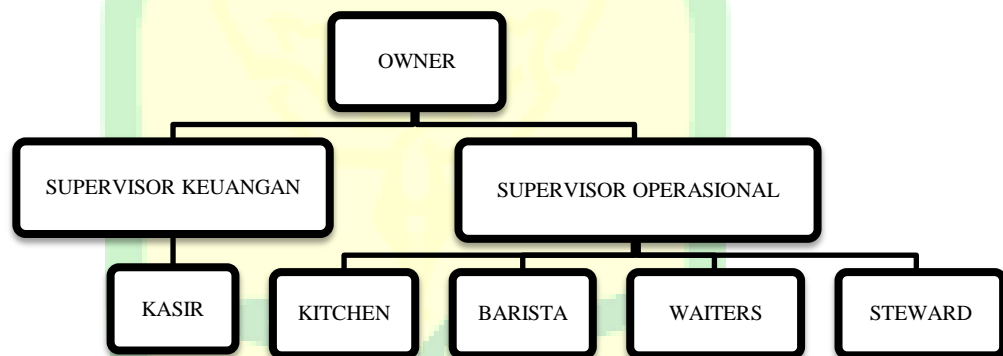 OWNER
SUPERVISOR KEUANGAN
SUPERVISOR OPERASIONAL
KASIR
KITCHEN
BARISTA
WAITERS
STEWARD